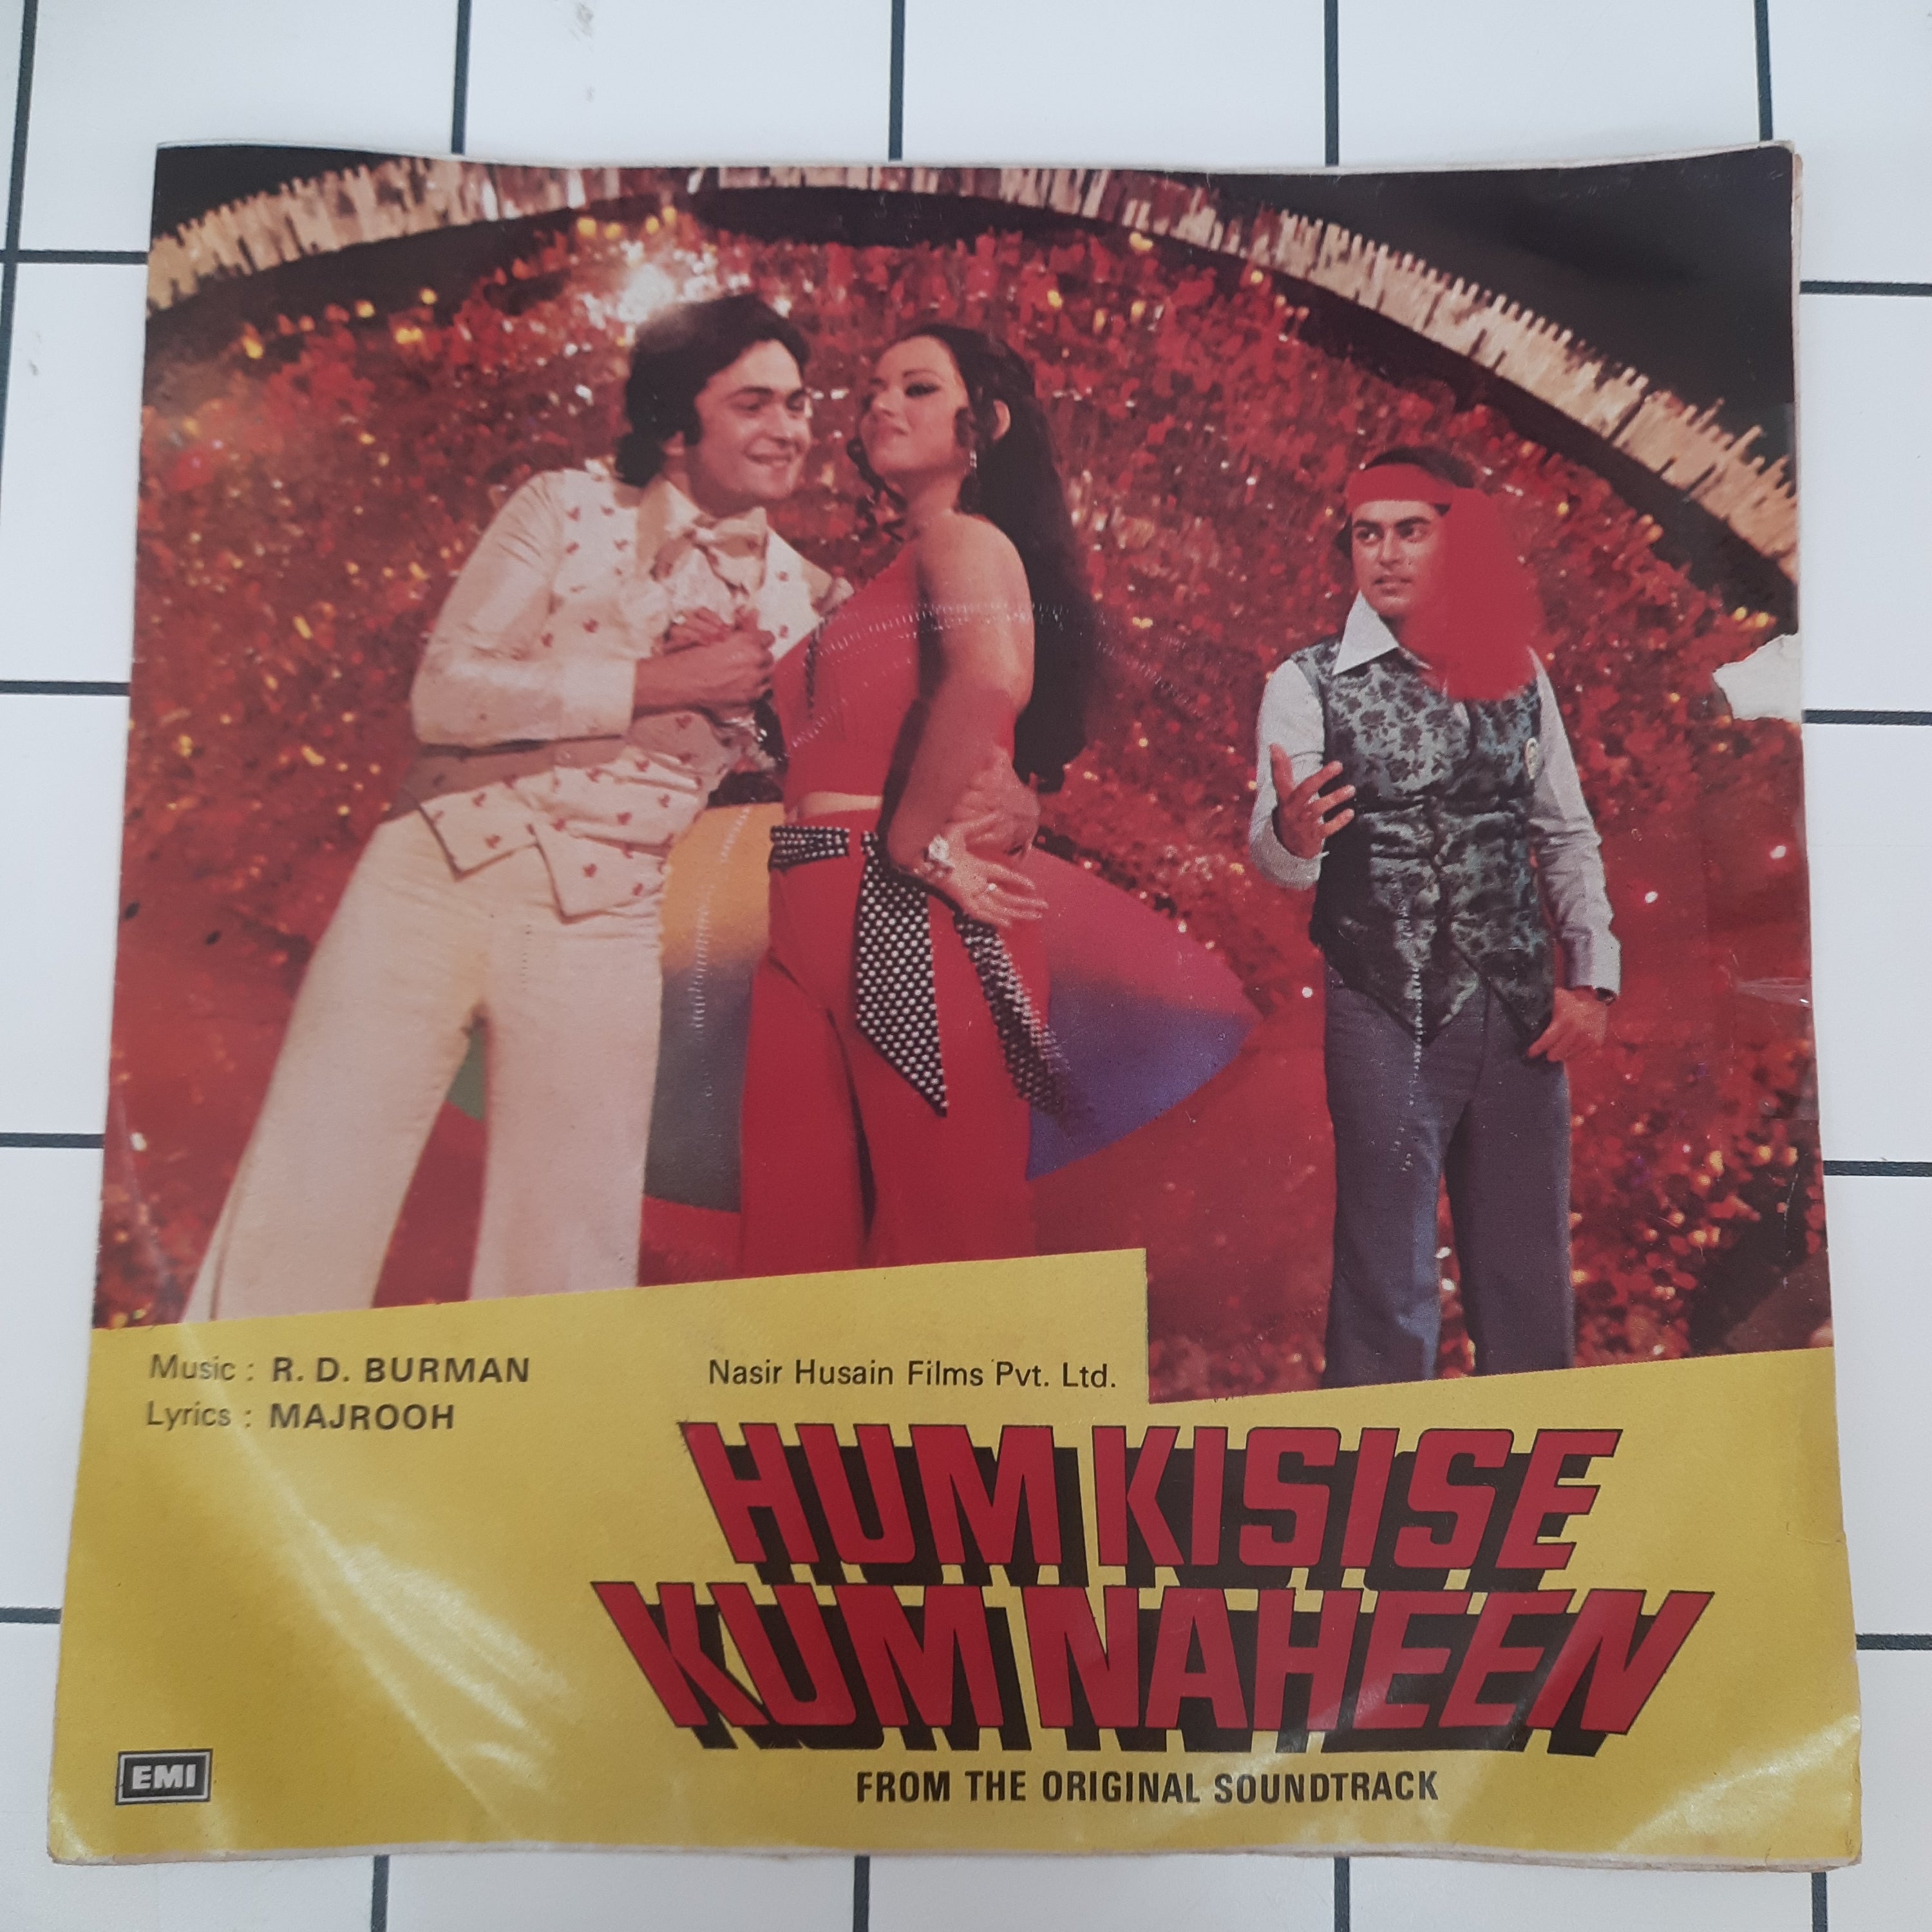 Music : R. D. BURMAN
Lyrics : MAJROOH
Nasir Husain Films Pvt. Ltd.
HUM KISISE
KUM NAHEEN
FROM THE ORIGINAL SOUNDTRACK
EMI